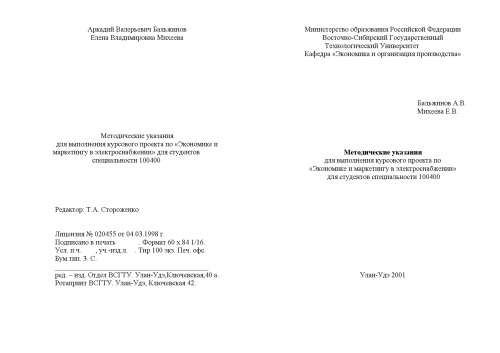 Аркадий Валерьевич Бальжинов
Елена Владимировна Михеева
Методические указания
для выполнения курсового проекта по «Экономике и
маркетингу в электроснабжении» для студентов
специальности 100400
Редактор: Т.А. Стороженко
Лицензия № 020455 от 04.03.1998 г.
Подписано в печать . Формат 60 х 84 1/16.
Усл. п.ч. , уч.-изд.л. . Тир 100 экз. Печ. офс.
Бум.тип. З. С.
ред. – изд. Отдел ВСГТУ. Улан-Удэ,Ключевская,40 а.
Ротапринт ВСГТУ. Улан-Удэ, Ключевская 42.
Министерство образования Российской Федерации
Восточно-Сибирский Государственный
Технологический Университет
Кафедра «Экономика и организация производства»
Бальжинов А.В.
Михеева Е.В.
Методические указания
для выполнения курсового проекта по
«Экономике и маркетингу в электроснабжении»
для студентов специальности 100400
Улан-Удэ 2001